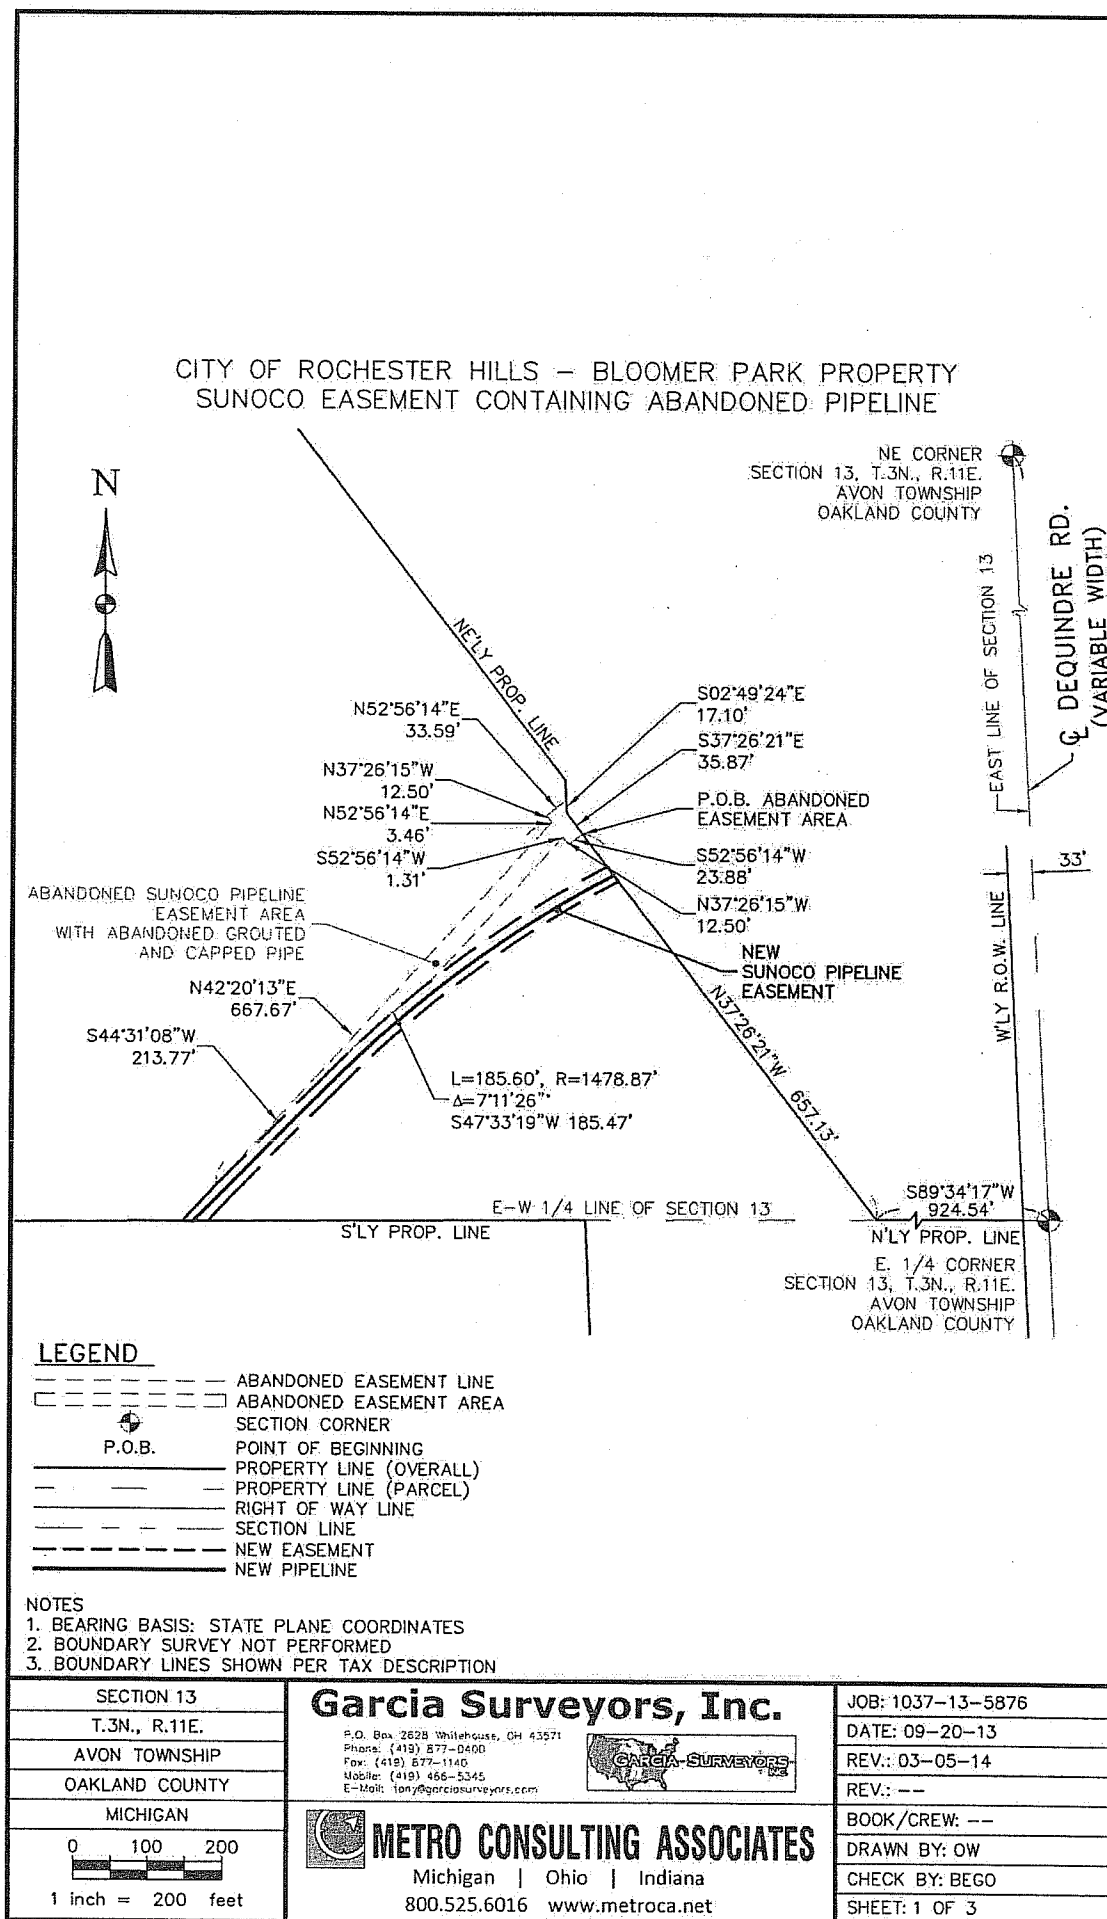 CITY OF ROCHESTER HILLS – BLOOMER PARK PROPERTY
SUNOCO EASEMENT CONTAINING ABANDONED PIPELINE
N
NE CORNER
SECTION 13, T.3N., R.11E.
AVON TOWNSHIP
OAKLAND COUNTY
EAST LINE OF SECTION 13
℄ DEQUINDRE RD.
(VARIABLE WIDTH)
NE'LY PROP. LINE
N52°56'14"E
33.59'
S02°49'24"E
17.10'
S37°26'21"E
35.87'
N37°26'15"W
12.50'
N52°56'14"E
3.46'
S52°56'14"W
1.31'
P.O.B. ABANDONED
EASEMENT AREA
S52°56'14"W
23.88'
N37°26'15"W
12.50'
33'
W'LY R.O.W. LINE
ABANDONED SUNOCO PIPELINE
EASEMENT AREA
WITH ABANDONED GROUTED
AND CAPPED PIPE
NEW
SUNOCO PIPELINE
EASEMENT
N42°20'13"E
667.67'
S44°31'08"W
213.77'
N37°26'21"W 657.13'
L=185.60', R=1478.87'
Δ=7°11'26"
S47°33'19"W 185.47'
S89°34'17"W
924.54'
E–W 1/4 LINE OF SECTION 13
S'LY PROP. LINE
N'LY PROP. LINE
E. 1/4 CORNER
SECTION 13, T.3N., R.11E.
AVON TOWNSHIP
OAKLAND COUNTY
LEGEND
ABANDONED EASEMENT LINE
ABANDONED EASEMENT AREA
SECTION CORNER
P.O.B. POINT OF BEGINNING
PROPERTY LINE (OVERALL)
PROPERTY LINE (PARCEL)
RIGHT OF WAY LINE
SECTION LINE
NEW EASEMENT
NEW PIPELINE
NOTES
1. BEARING BASIS: STATE PLANE COORDINATES
2. BOUNDARY SURVEY NOT PERFORMED
3. BOUNDARY LINES SHOWN PER TAX DESCRIPTION
SECTION 13
T.3N., R.11E.
AVON TOWNSHIP
OAKLAND COUNTY
MICHIGAN
0 100 200
1 inch = 200 feet
Garcia Surveyors, Inc.
P.O. Box 2628 Whitehouse, OH 43571
Phone: (419) 877-0400
Fax: (419) 877-1140
Mobile: (419) 466-5345
E-Mail: tony@garciasurveyors.com
GARCIA-SURVEYORS INC.
METRO CONSULTING ASSOCIATES
Michigan | Ohio | Indiana
800.525.6016 www.metroca.net
JOB: 1037–13–5876
DATE: 09–20–13
REV.: 03–05–14
REV.: --
BOOK/CREW: --
DRAWN BY: OW
CHECK BY: BEGO
SHEET: 1 OF 3